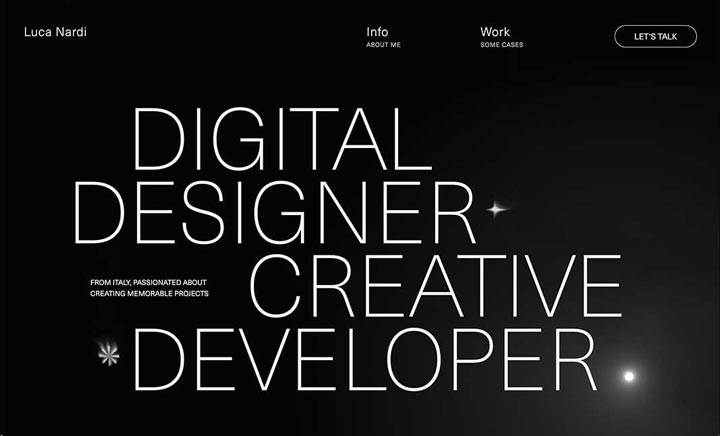 Luca Nardi
Info
ABOUT ME
Work
SOME CASES
LET'S TALK
DIGITAL
DESIGNER
CREATIVE
FROM ITALY, PASSIONATED ABOUT
CREATING MEMORABLE PROJECTS
DEVELOPER